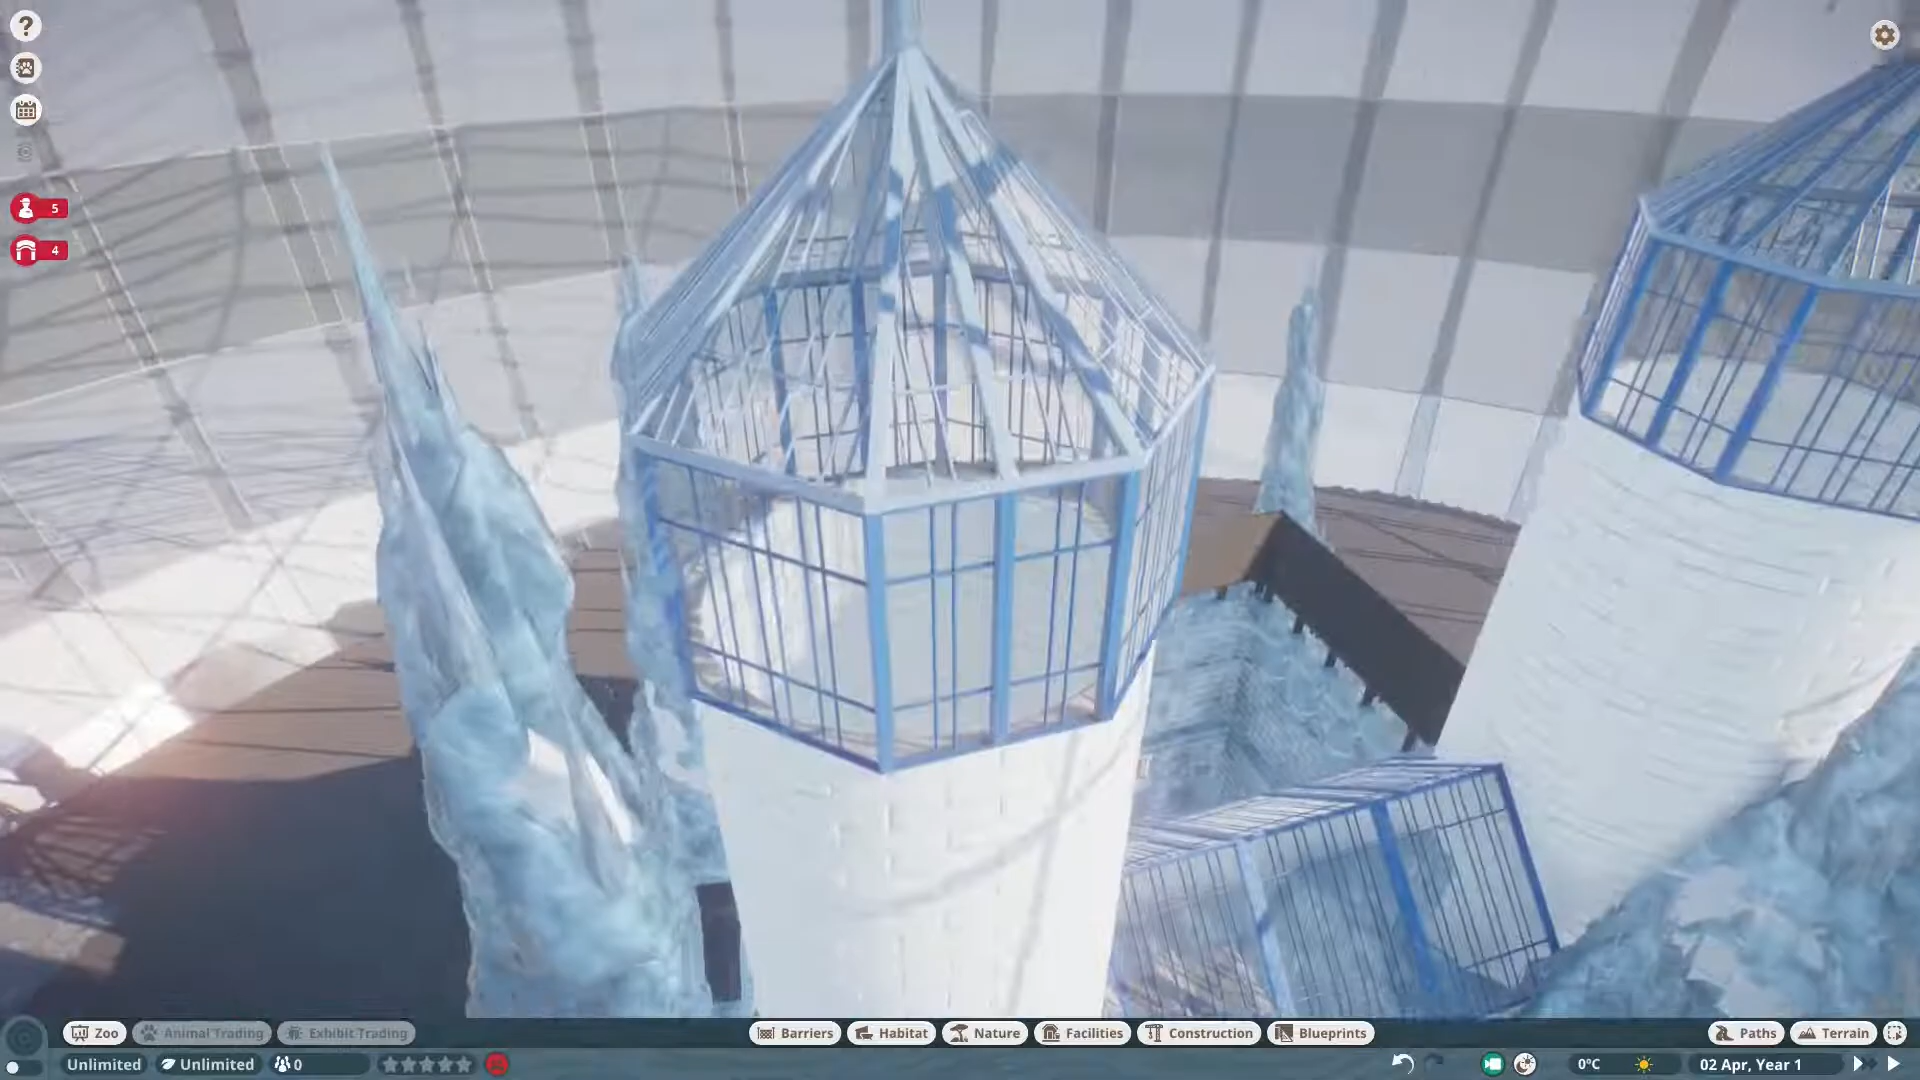 ?
5
4
Zoo
Animal Trading
Exhibit Trading
Barriers
Habitat
Nature
Facilities
Construction
Blueprints
Paths
Terrain
Unlimited
Unlimited
0
0°C
02 Apr, Year 1